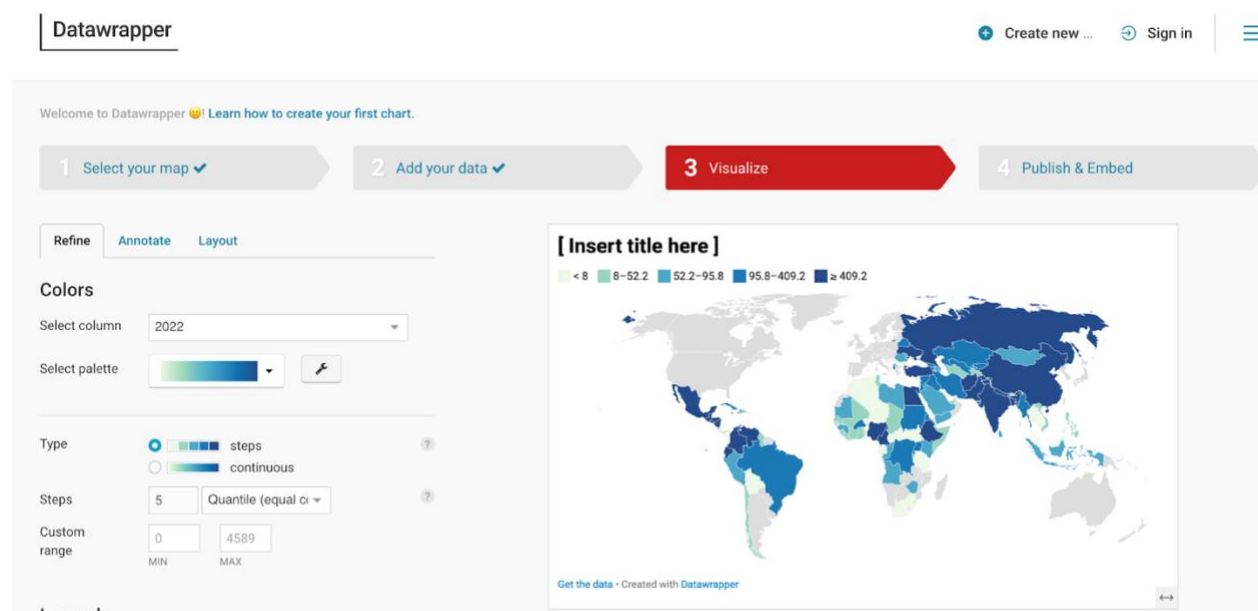 Datawrapper
Create new ...
Sign in
Welcome to Datawrapper 😀! Learn how to create your first chart.
1 Select your map ✔
2 Add your data ✔
3 Visualize
4 Publish & Embed
Refine Annotate Layout
Colors
Select column 2022
Select palette
Type steps ?
continuous
Steps 5 Quantile (equal c ?
Custom range 0 4589
MIN MAX
[ Insert title here ]
< 8 8–52.2 52.2–95.8 95.8–409.2 ≥ 409.2
Get the data • Created with Datawrapper